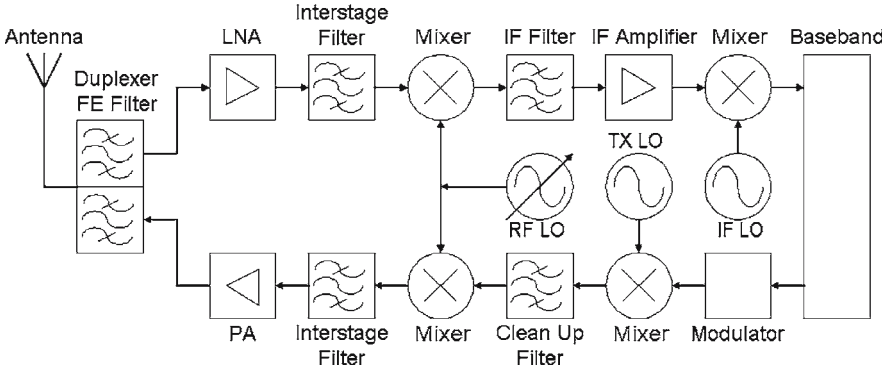 Antenna
Duplexer
FE Filter
LNA
Interstage
Filter
Mixer
IF Filter
IF Amplifier
Mixer
Baseband
RF LO
TX LO
IF LO
PA
Interstage
Filter
Mixer
Clean Up
Filter
Mixer
Modulator